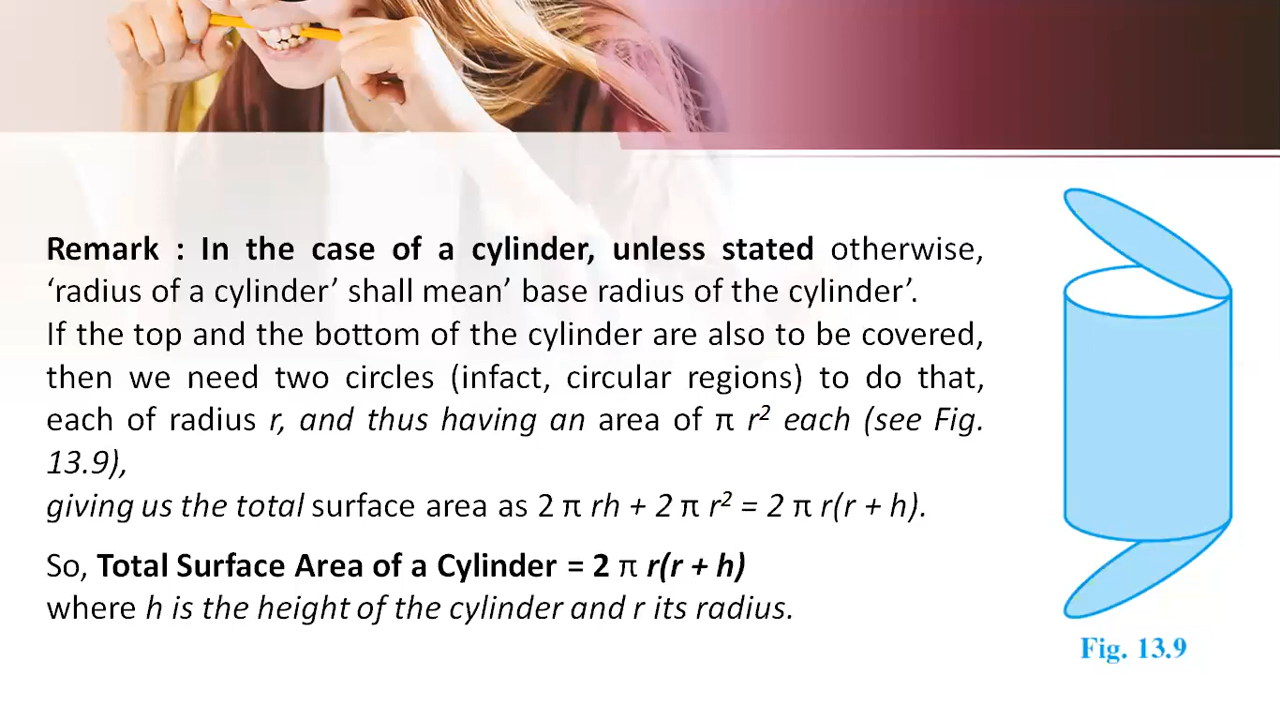 Remark : In the case of a cylinder, unless stated otherwise,
‘radius of a cylinder’ shall mean’ base radius of the cylinder’.
If the top and the bottom of the cylinder are also to be covered,
then we need two circles (infact, circular regions) to do that,
each of radius r, and thus having an area of π r² each (see Fig.
13.9),
giving us the total surface area as 2 π rh + 2 π r² = 2 π r(r + h).
So, Total Surface Area of a Cylinder = 2 π r(r + h)
where h is the height of the cylinder and r its radius.
Fig. 13.9